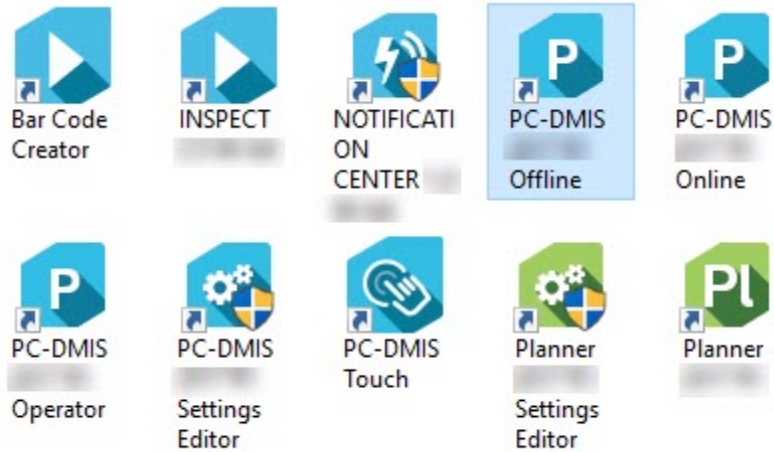 P
P
Bar Code
Creator
INSPECT
NOTIFICATI
ON
CENTER
PC-DMIS
Offline
PC-DMIS
Online
P
Pl
PC-DMIS
Operator
PC-DMIS
Settings
Editor
PC-DMIS
Touch
Planner
Settings
Editor
Planner